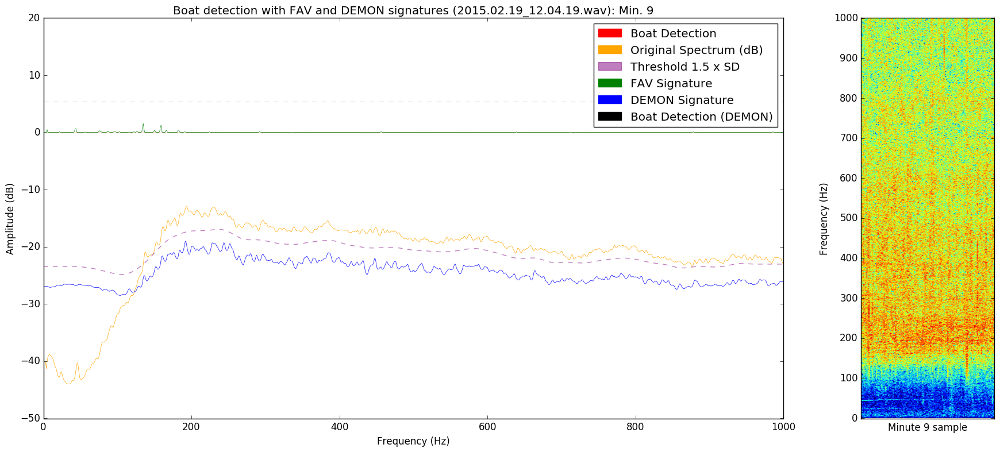 Boat detection with FAV and DEMON signatures (2015.02.19_12.04.19.wav): Min. 9
Boat Detection
Original Spectrum (dB)
Threshold 1.5 x SD
FAV Signature
DEMON Signature
Boat Detection (DEMON)
20
10
0
−10
−20
−30
−40
−50
Amplitude (dB)
0 200 400 600 800 1000
Frequency (Hz)
1000
900
800
700
600
500
400
300
200
100
0
Frequency (Hz)
Minute 9 sample